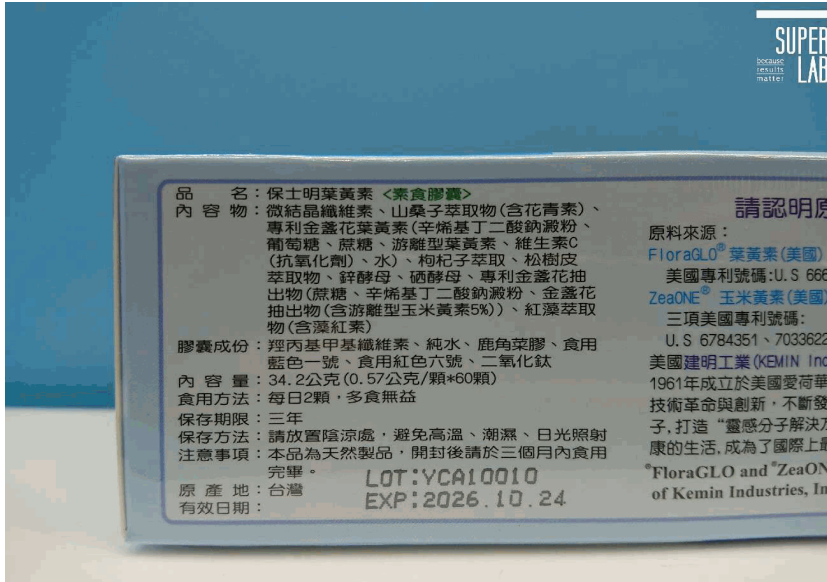 SUPER
LAB
because
results
matter
品　　名：保士明葉黃素 <素食膠囊>
內 容 物：微結晶纖維素、山桑子萃取物(含花青素)、
專利金盞花葉黃素(辛烯基丁二酸鈉澱粉、
葡萄糖、蔗糖、游離型葉黃素、維生素C
(抗氧化劑)、水)、枸杞子萃取、松樹皮
萃取物、鋅酵母、硒酵母、專利金盞花抽
出物(蔗糖、辛烯基丁二酸鈉澱粉、金盞花
抽出物(含游離型玉米黃素5%))、紅藻萃取
物(含藻紅素)
膠囊成份：羥丙基甲基纖維素、純水、鹿角菜膠、食用
藍色一號、食用紅色六號、二氧化鈦
內 容 量：34.2公克(0.57公克/顆*60顆)
食用方法：每日2顆，多食無益
保存期限：三年
保存方法：請放置陰涼處，避免高溫、潮濕、日光照射
注意事項：本品為天然製品，開封後請於三個月內食用
完畢。
原 產 地：台灣
有效日期：
LOT:YCA10010
EXP:2026.10.24
請認明原
原料來源：
FloraGLO® 葉黃素(美國)
美國專利號碼:U.S 666
ZeaONE® 玉米黃素(美國)
三項美國專利號碼:
U.S 6784351、7033622
美國建明工業(KEMIN Ind
1961年成立於美國愛荷華
技術革命與創新，不斷發
子,打造“靈感分子解決方
康的生活,成為了國際上最
®FloraGLO and ®ZeaON
of Kemin Industries, In